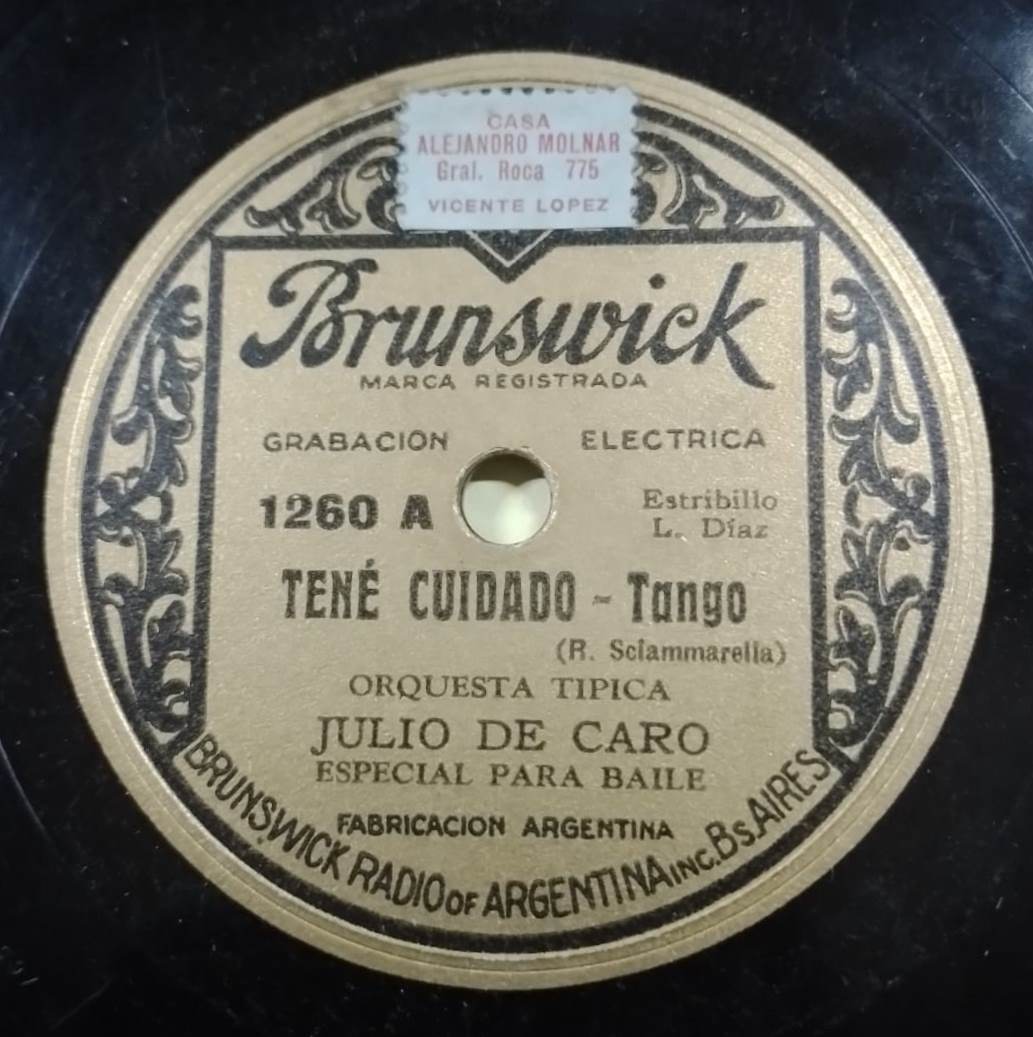 CASA
ALEJANDRO MOLNAR
Gral. Roca 775
VICENTE LOPEZ
Brunswick
MARCA REGISTRADA
GRABACION ELECTRICA
1260 A
Estribillo
L. Díaz
TENÉ CUIDADO - Tango
(R. Sciammarella)
ORQUESTA TIPICA
JULIO DE CARO
ESPECIAL PARA BAILE
FABRICACION ARGENTINA
BRUNSWICK RADIO OF ARGENTINA INC. Bs. AIRES